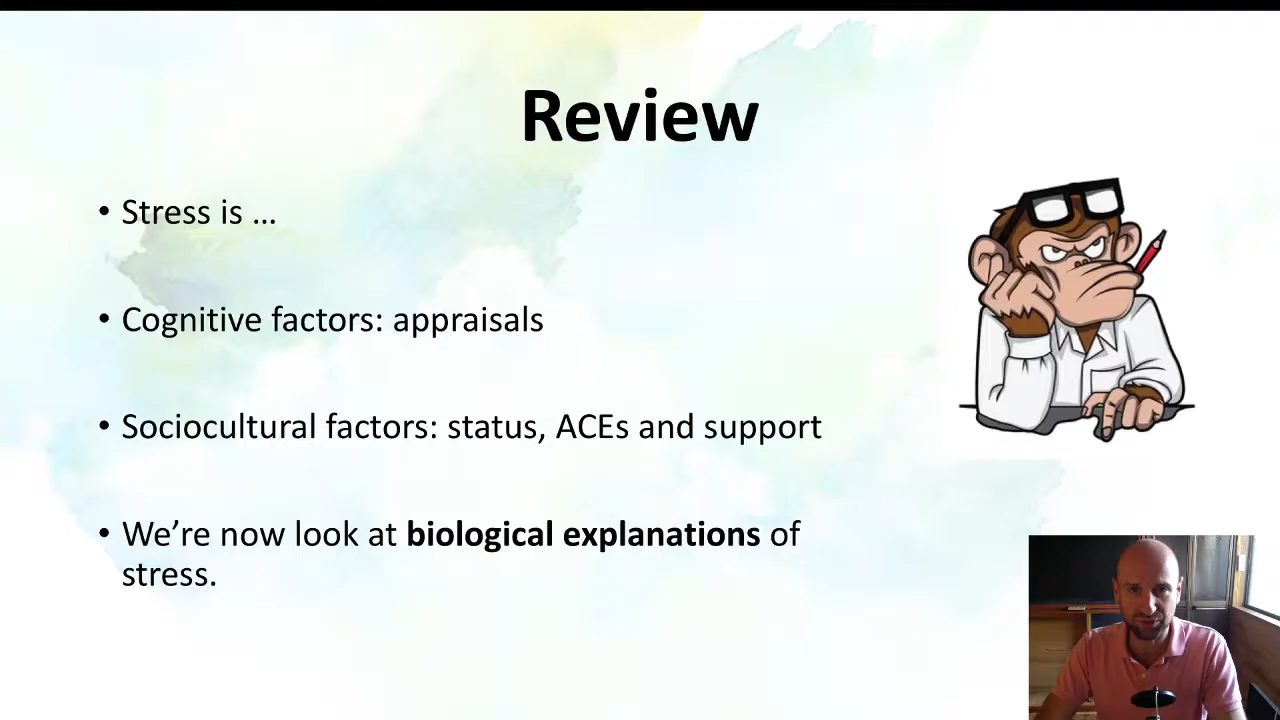 Review
• Stress is …
• Cognitive factors: appraisals
• Sociocultural factors: status, ACEs and support
• We’re now look at biological explanations of
stress.